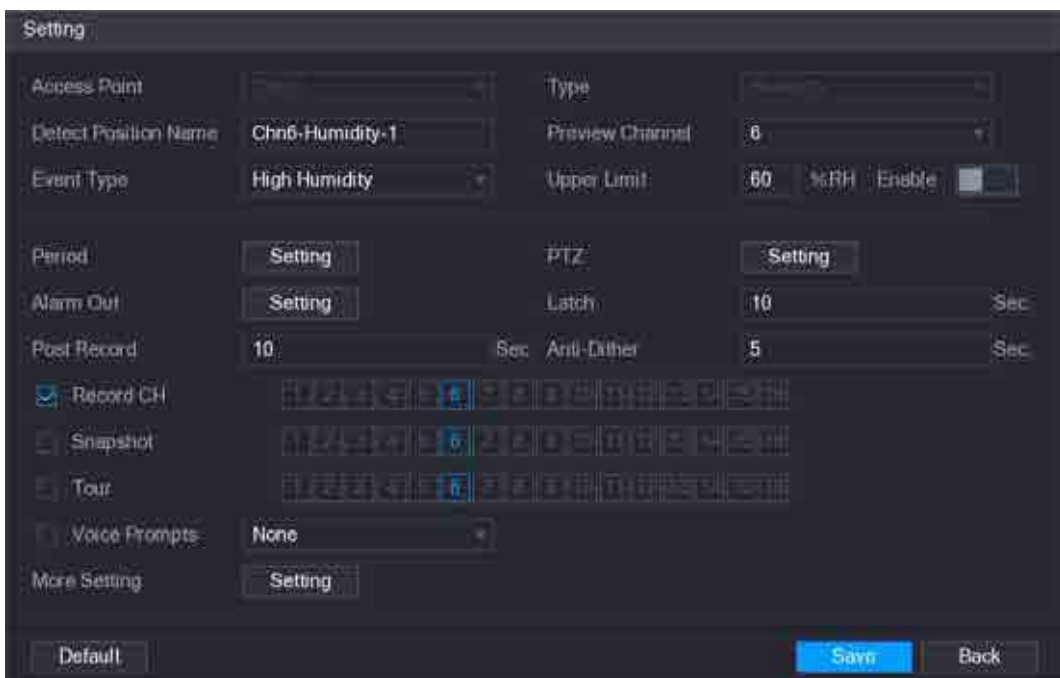 Setting
Access Point Type
Detect Position Name Chn6-Humidity-1 Preview Channel 6
Event Type High Humidity Upper Limit 60 %RH Enable
Period Setting PTZ Setting
Alarm Out Setting Latch 10 Sec.
Post Record 10 Sec. Anti-Dither 5 Sec.
Record CH 6
Snapshot 6
Tour 6
Voice Prompts None
More Setting Setting
Default Save Back